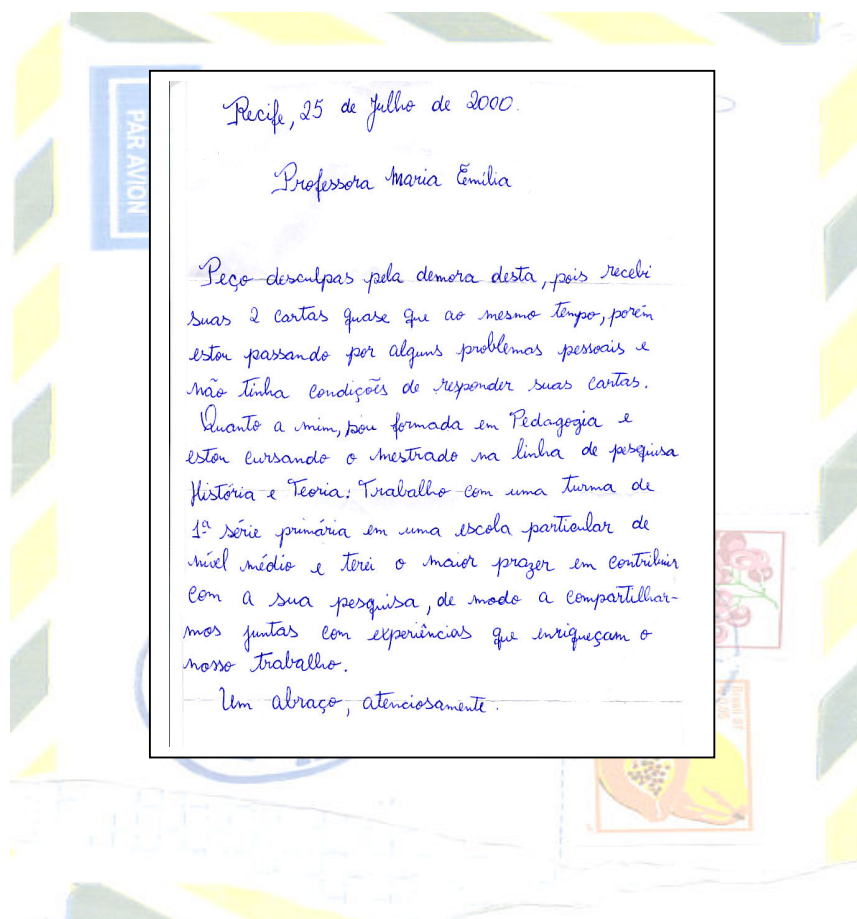 Recife, 25 de Julho de 2000.
Professora Maria Emília
Peço desculpas pela demora desta, pois recebi
suas 2 cartas quase que ao mesmo tempo, porém
estou passando por alguns problemas pessoais e
não tinha condições de responder suas cartas.
Quanto a mim, sou formada em Pedagogia e
estou cursando o mestrado na linha de pesquisa
História e Teoria. Trabalho com uma turma de
1ª série primária em uma escola particular de
nível médio e terei o maior prazer em contribuir
com a sua pesquisa, de modo a compartilhar-
mos juntas com experiências que enriqueçam o
nosso trabalho.
Um abraço, atenciosamente.
PAR AVION
Brasil 97